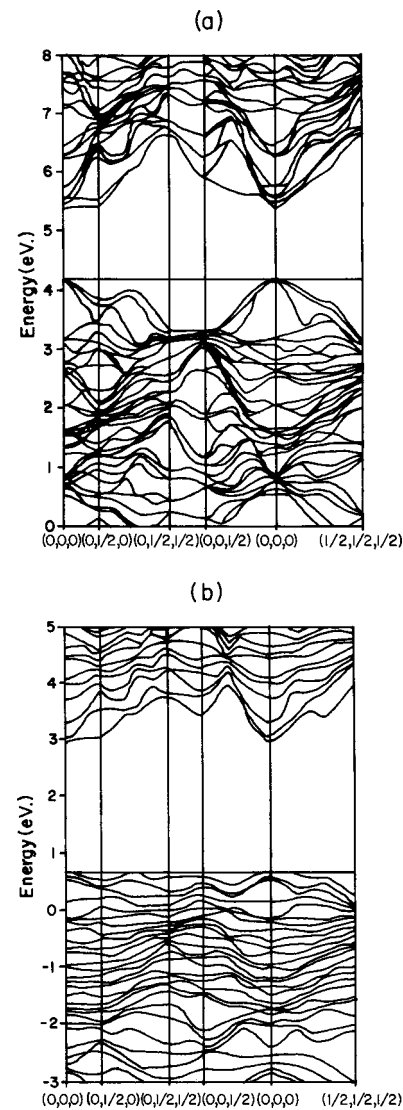 (a)
8
7
6
5
4
3
2
1
0
Energy (eV.)
(0,0,0) (0,1/2,0) (0,1/2,1/2) (0,0,1/2) (0,0,0) (1/2,1/2,1/2)
(b)
5
4
3
1
0
-1
-2
-3
Energy (eV.)
(0,0,0) (0,1/2,0) (0,1/2,1/2) (0,0,1/2) (0,0,0) (1/2,1/2,1/2)